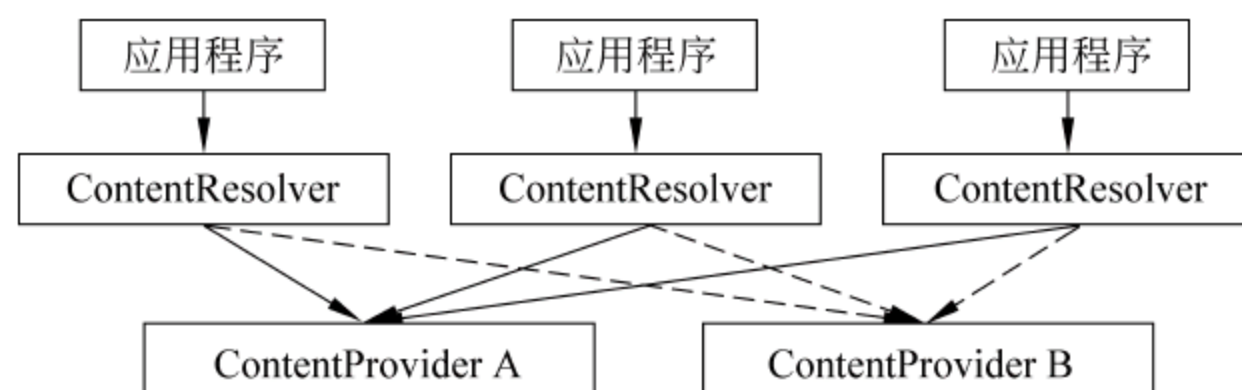 应用程序 应用程序 应用程序
ContentResolver ContentResolver ContentResolver
ContentProvider A ContentProvider B